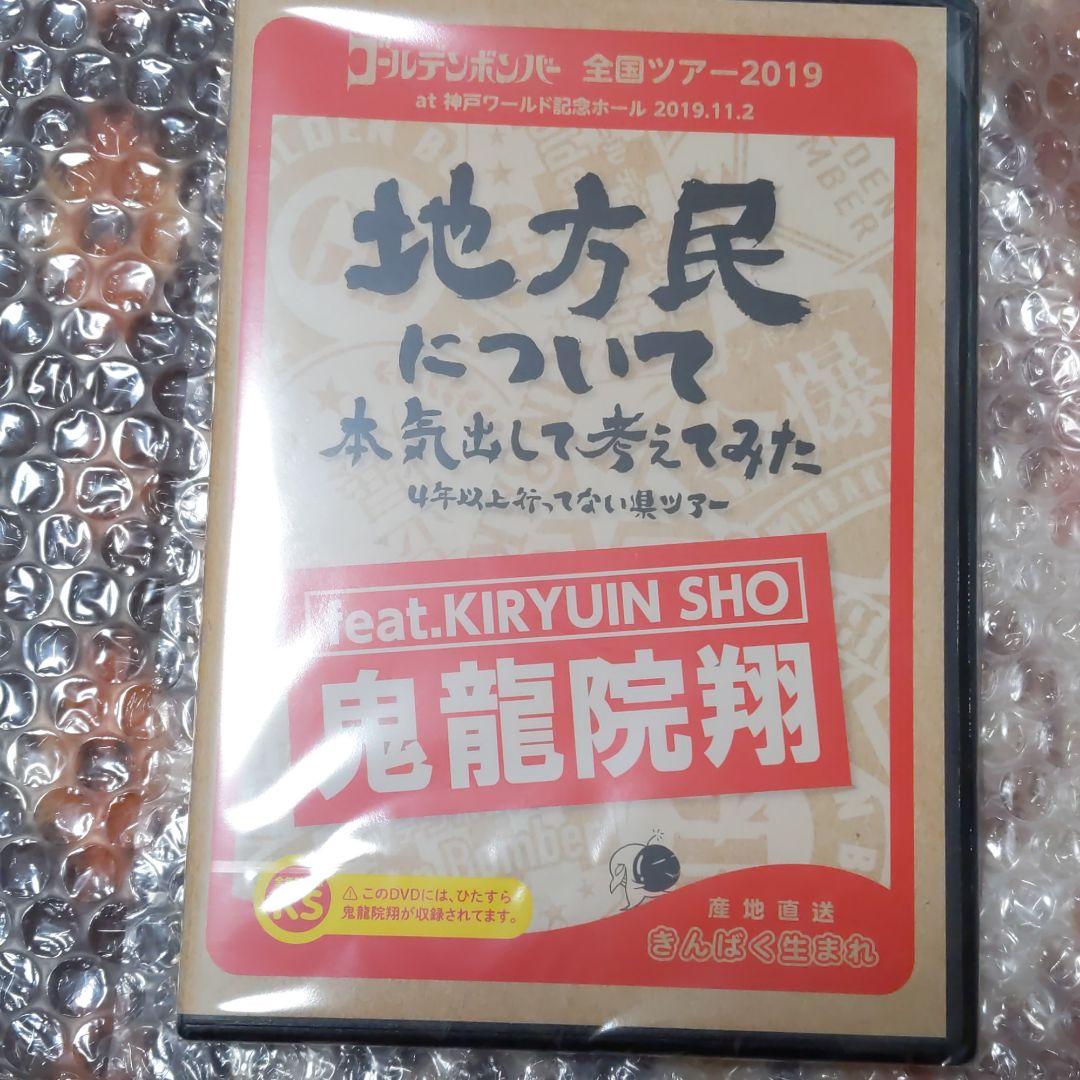 ゴールデンボンバー 全国ツアー2019
at 神戸ワールド記念ホール 2019.11.2
地方民
について
本気出して考えてみた
4年以上行ってない県ツアー
feat.KIRYUIN SHO
鬼龍院翔
KS
⚠このDVDには、ひたすら
鬼龍院翔が収録されてます。
産地直送
きんばく生まれ